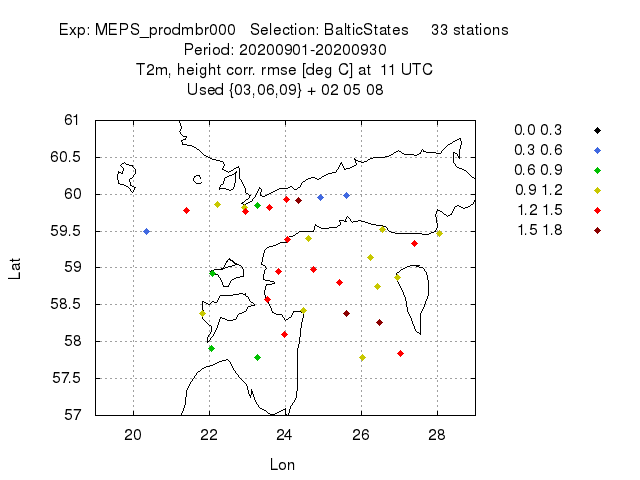 Exp: MEPS_prodmbr000 Selection: BalticStates 33 stations
Period: 20200901-20200930
T2m, height corr. rmse [deg C] at 11 UTC
Used {03,06,09} + 02 05 08
61
60.5
60
59.5
59
58.5
58
57.5
57
Lat
20 22 24 26 28
Lon
0.0 0.3
0.3 0.6
0.6 0.9
0.9 1.2
1.2 1.5
1.5 1.8